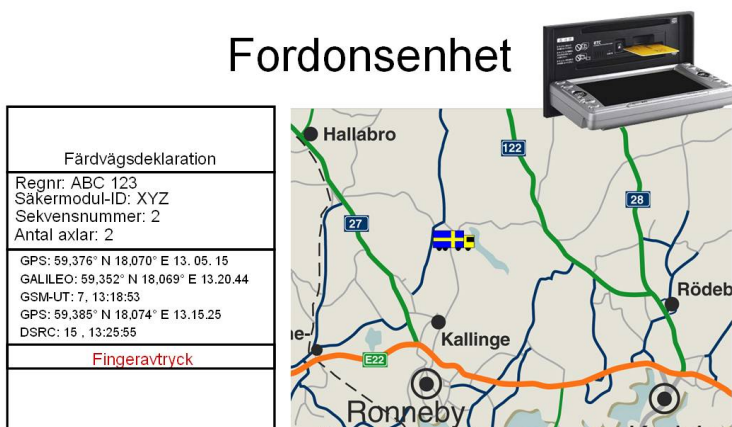 Fordonsenhet
Färdvägsdeklaration
Regnr: ABC 123
Säkermodul-ID: XYZ
Sekvensnummer: 2
Antal axlar: 2
GPS: 59,376° N 18,070° E 13. 05. 15
GALILEO: 59,352° N 18,069° E 13.20.44
GSM-UT: 7, 13:18:53
GPS: 59,385° N 18,074° E 13.15.25
DSRC: 15 , 13:25:55
Fingeravtryck
Hallabro
122
27
28
Rödeb
Kallinge
E22
Ronneby